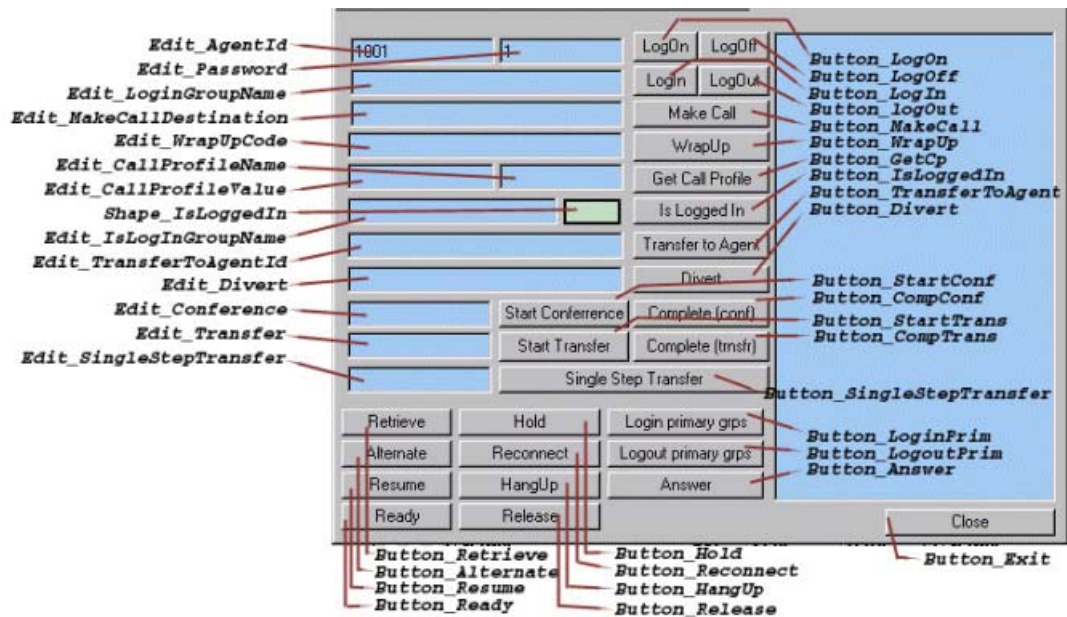 Edit_AgentId
Edit_Password
Edit_LoginGroupName
Edit_MakeCallDestination
Edit_WrapUpCode
Edit_CallProfileName
Edit_CallProfileValue
Shape_IsLoggedIn
Edit_IsLogInGroupName
Edit_TransferToAgentId
Edit_Divert
Edit_Conference
Edit_Transfer
Edit_SingleStepTransfer
1001
1
LogOn LogOff
LogIn LogOut
Make Call
WrapUp
Get Call Profile
Is Logged In
Transfer to Agent
Divert
Start Conferrence Complete (conf)
Start Transfer Complete (trnsfr)
Single Step Transfer
Retrieve Hold Login primary grps
Alternate Reconnect Logout primary grps
Resume HangUp Answer
Ready Release
Close
Button_LogOn
Button_LogOff
Button_LogIn
Button_logOut
Button_MakeCall
Button_WrapUp
Button_GetCp
Button_IsLoggedIn
Button_TransferToAgent
Button_Divert
Button_StartConf
Button_CompConf
Button_StartTrans
Button_CompTrans
Button_SingleStepTransfer
Button_LoginPrim
Button_LogoutPrim
Button_Answer
Button_Exit
Button_Retrieve
Button_Alternate
Button_Resume
Button_Ready
Button_Hold
Button_Reconnect
Button_HangUp
Button_Release